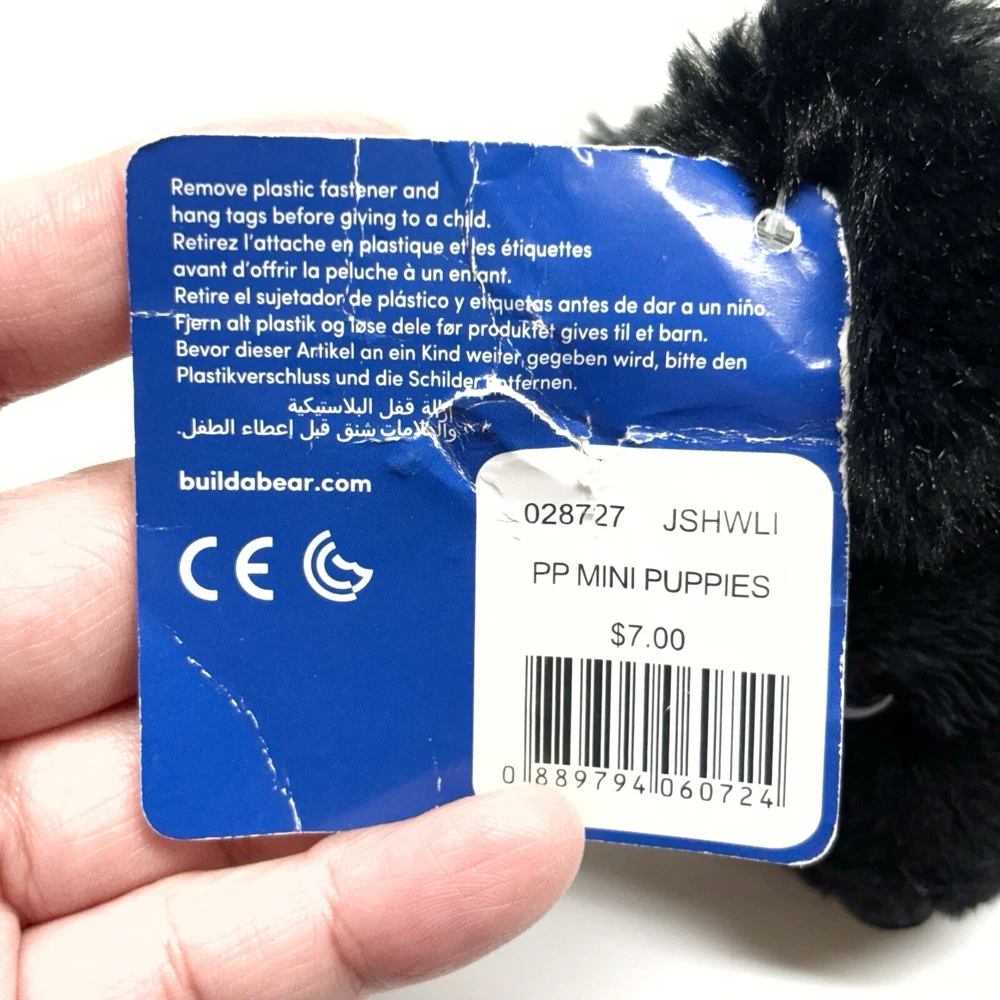 Remove plastic fastener and
hang tags before giving to a child.
Retirez l'attache en plastique et les étiquettes
avant d'offrir la peluche à un enfant.
Retire el sujetador de plástico y etiquetas antes de dar a un niño.
Fjern alt plastik og løse dele før produktet gives til et barn.
Bevor dieser Artikel an ein Kind weiter gegeben wird, bitte den
Plastikverschluss und die Schilder entfernen.
إزالة قفل البلاستيكية
والعلامات شنق قبل إعطاء الطفل.
buildabear.com
CE
028727 JSHWLI
PP MINI PUPPIES
$7.00
0 889794 060724